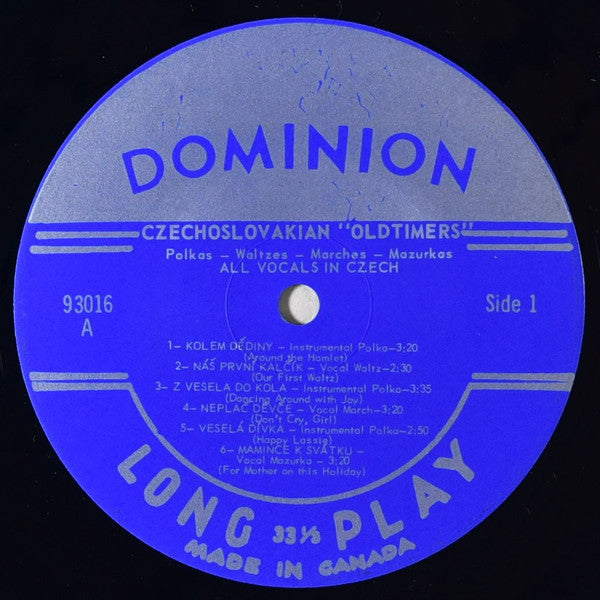 DOMINION
CZECHOSLOVAKIAN "OLDTIMERS"
Polkas – Waltzes – Marches – Mazurkas
ALL VOCALS IN CZECH
93016
A
Side 1
1– KOLEM DĚDINY – Instrumental Polka–3:20
(Around the Hamlet)
2– NÁŠ PRVNÍ KALČÍK – Vocal Waltz–2:30
(Our First Waltz)
3– Z VESELA DO KOLA – Instrumental Polka–3:35
(Dancing Around with Joy)
4– NEPLAČ DĚVČE – Vocal March–3:20
(Don't Cry, Girl)
5– VESELÁ DÍVKA – Instrumental Polka–2:50
(Happy Lassie)
6– MAMINCE K SVÁTKU –
Vocal Mazurka – 3:20
(For Mother on this Holiday)
LONG 33⅓ PLAY
MADE IN CANADA